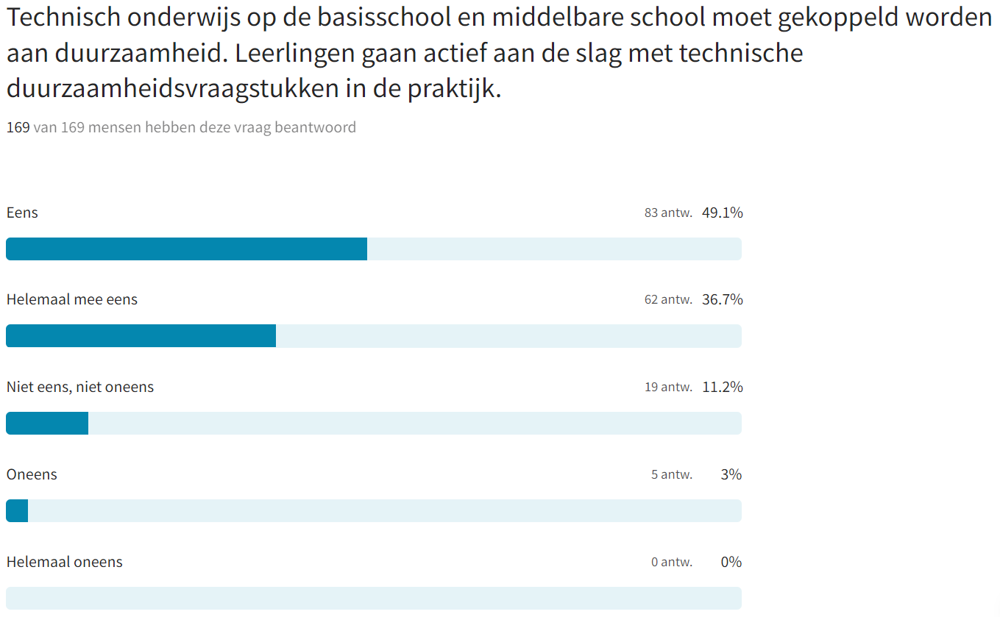 Technisch onderwijs op de basisschool en middelbare school moet gekoppeld worden
aan duurzaamheid. Leerlingen gaan actief aan de slag met technische
duurzaamheidsvraagstukken in de praktijk.
169 van 169 mensen hebben deze vraag beantwoord
Eens 83 antw. 49.1%
Helemaal mee eens 62 antw. 36.7%
Niet eens, niet oneens 19 antw. 11.2%
Oneens 5 antw. 3%
Helemaal oneens 0 antw. 0%